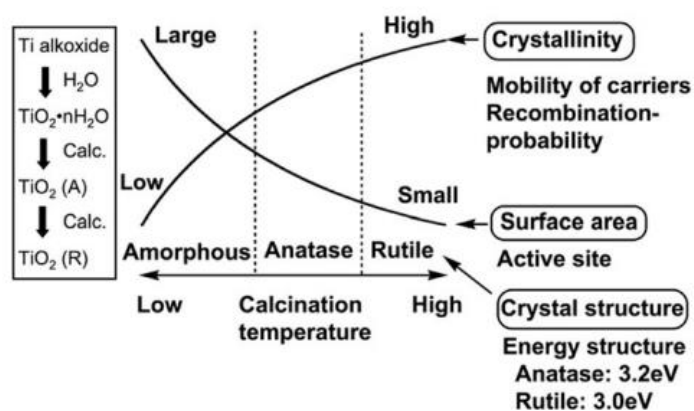 Ti alkoxide
H₂O
TiO₂•nH₂O
Calc.
TiO₂ (A)
Calc.
TiO₂ (R)
Large
High
Low
Small
Amorphous
Anatase
Rutile
Low
Calcination
temperature
High
Crystallinity
Mobility of carriers
Recombination-
probability
Surface area
Active site
Crystal structure
Energy structure
Anatase: 3.2eV
Rutile: 3.0eV